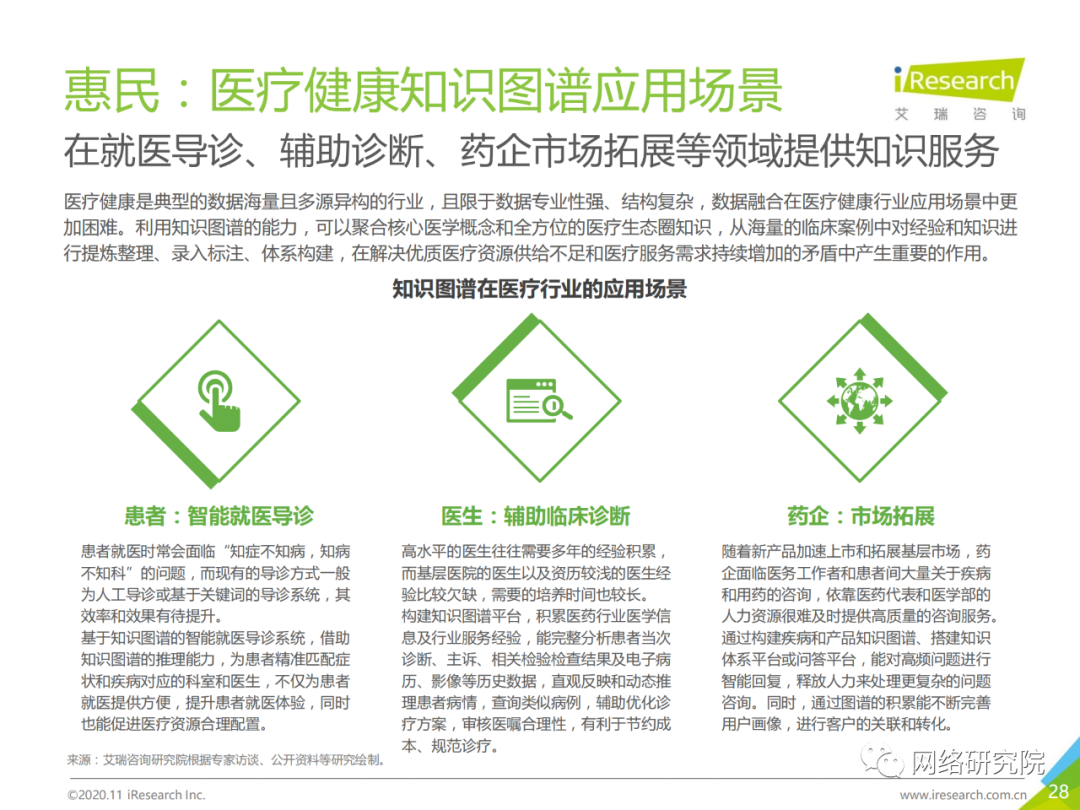 惠民：医疗健康知识图谱应用场景
iResearch
艾瑞咨询
在就医导诊、辅助诊断、药企市场拓展等领域提供知识服务
医疗健康是典型的数据海量且多源异构的行业，且限于数据专业性强、结构复杂，数据融合在医疗健康行业应用场景中更
加困难。利用知识图谱的能力，可以聚合核心医学概念和全方位的医疗生态圈知识，从海量的临床案例中对经验和知识进
行提炼整理、录入标注、体系构建，在解决优质医疗资源供给不足和医疗服务需求持续增加的矛盾中产生重要的作用。
知识图谱在医疗行业的应用场景
患者：智能就医导诊
患者就医时常会面临“知症不知病，知病
不知科”的问题，而现有的导诊方式一般
为人工导诊或基于关键词的导诊系统，其
效率和效果有待提升。
基于知识图谱的智能就医导诊系统，借助
知识图谱的推理能力，为患者精准匹配症
状和疾病对应的科室和医生，不仅为患者
就医提供方便，提升患者就医体验，同时
也能促进医疗资源合理配置。
医生：辅助临床诊断
高水平的医生往往需要多年的经验积累，
而基层医院的医生以及资历较浅的医生经
验比较欠缺，需要的培养时间也较长。
构建知识图谱平台，积累医药行业医学信
息及行业服务经验，能完整分析患者当次
诊断、主诉、相关检验检查结果及电子病
历、影像等历史数据，直观反映和动态推
理患者病情，查询类似病例，辅助优化诊
疗方案，审核医嘱合理性，有利于节约成
本、规范诊疗。
药企：市场拓展
随着新产品加速上市和拓展基层市场，药
企面临医务工作者和患者间大量关于疾病
和用药的咨询，依靠医药代表和医学部的
人力资源很难及时提供高质量的咨询服务。
通过构建疾病和产品知识图谱、搭建知识
体系平台或问答平台，能对高频问题进行
智能回复，释放人力来处理更复杂的问题
咨询。同时，通过图谱的积累能不断完善
用户画像，进行客户的关联和转化。
来源：艾瑞咨询研究院根据专家访谈、公开资料等研究绘制。
网络研究院
©2020.11 iResearch Inc.
www.iresearch.com.cn
28